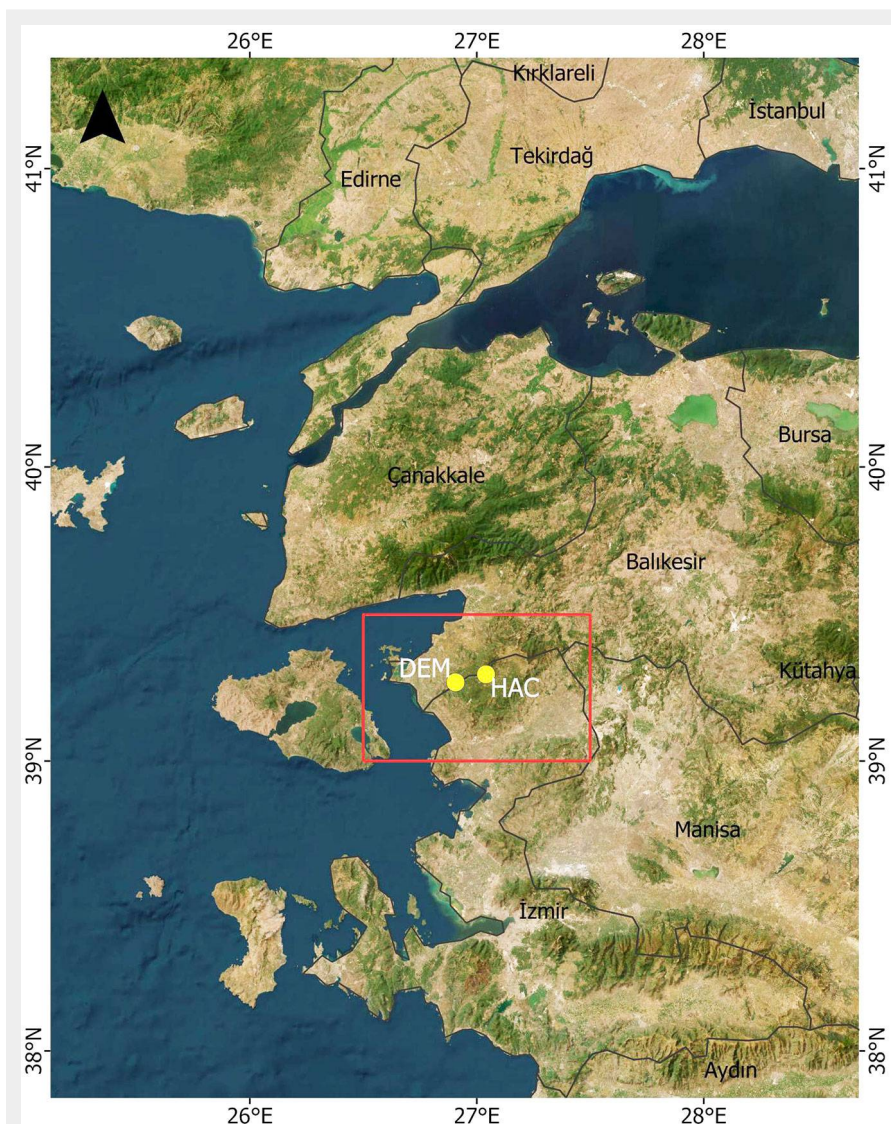 26°E 27°E 28°E
Kırklareli
İstanbul
Tekirdağ
41°N 41°N
Edirne
Bursa
40°N 40°N
Çanakkale
Balıkesir
DEM
Kütahya
HAC
39°N 39°N
Manisa
İzmir
38°N 38°N
Aydın
26°E 27°E 28°E